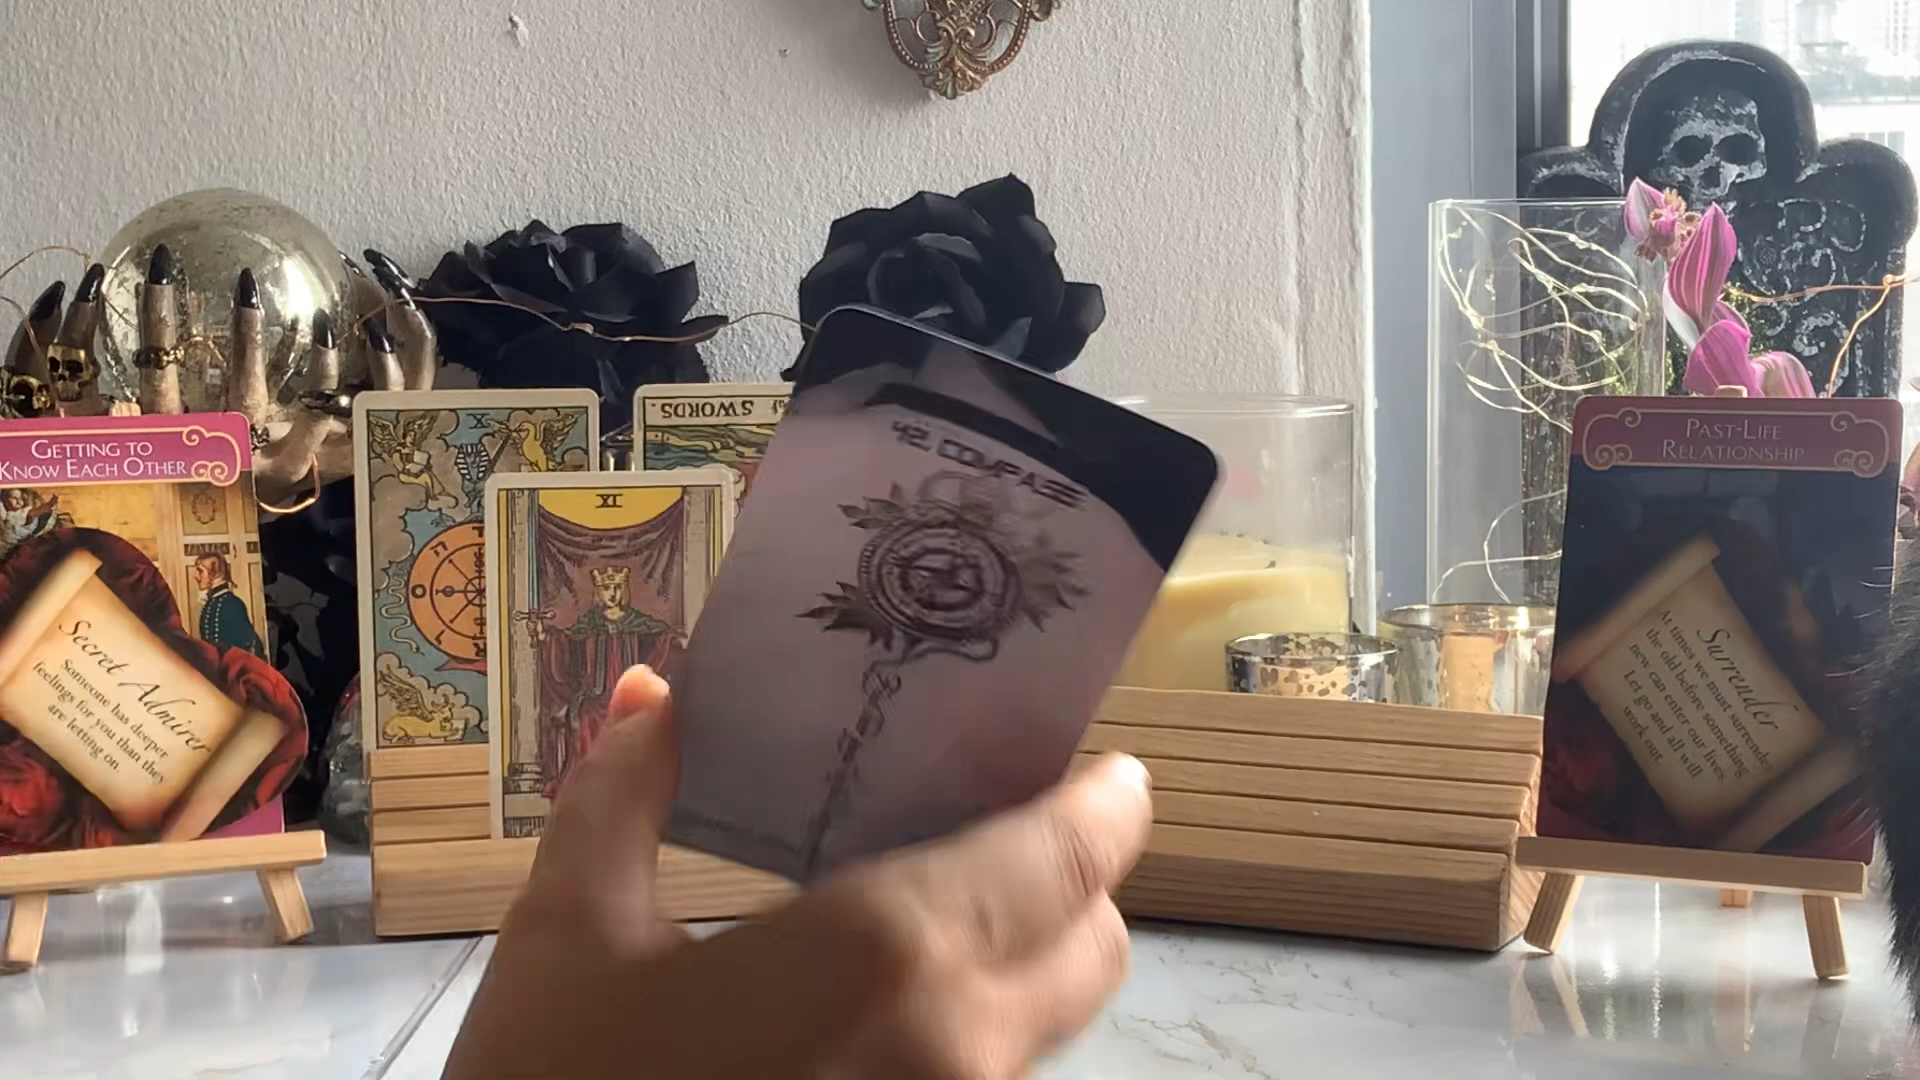 GETTING TO
KNOW EACH OTHER
Secret Admirer
Someone has deeper
feelings for you than they
are letting on.
X
SWORDS.
XI
42. COMPASS
PAST-LIFE
RELATIONSHIP
Surrender
At times we must surrender
the old before something
new can enter our lives.
Let go and all will
work out.